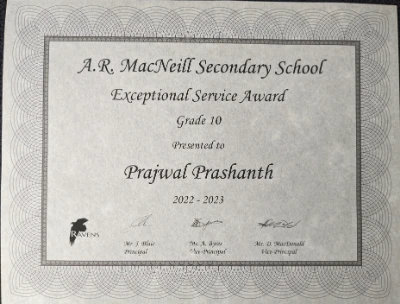 A.R. MacNeill Secondary School
Exceptional Service Award
Grade 10
Presented to
Prajwal Prashanth
2022 - 2023
RAVENS
Mr. J. Blais Ms. A. Ryan Mr. D. MacDonald
Principal Vice-Principal Vice-Principal